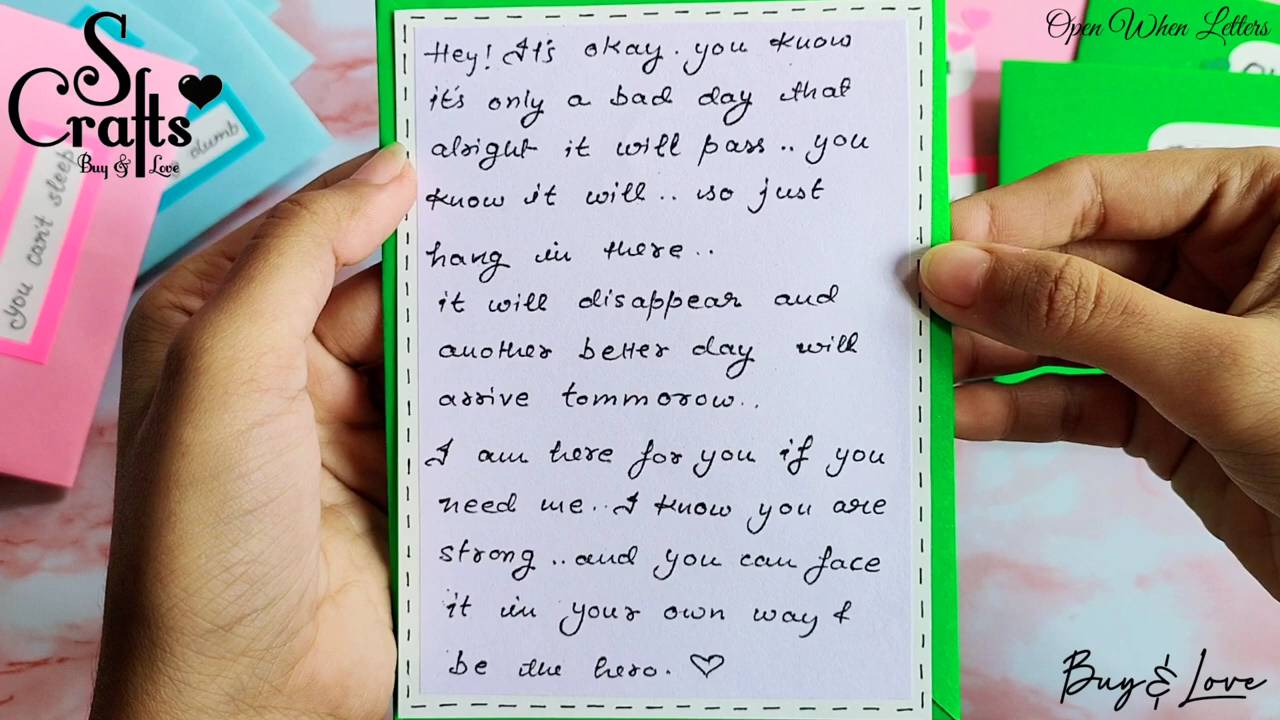 S
Crafts
Buy & Love
Open When Letters
dumb
you can't sleep
Hey! It's okay. you know
it's only a bad day that
alright it will pass .. you
know it will .. so just
hang in there ..
it will disappear and
another better day will
arrive tommorow..
I am here for you if you
need me.. I know you are
strong .. and you can face
it in your own way &
be the hero. ♡
Buy & Love